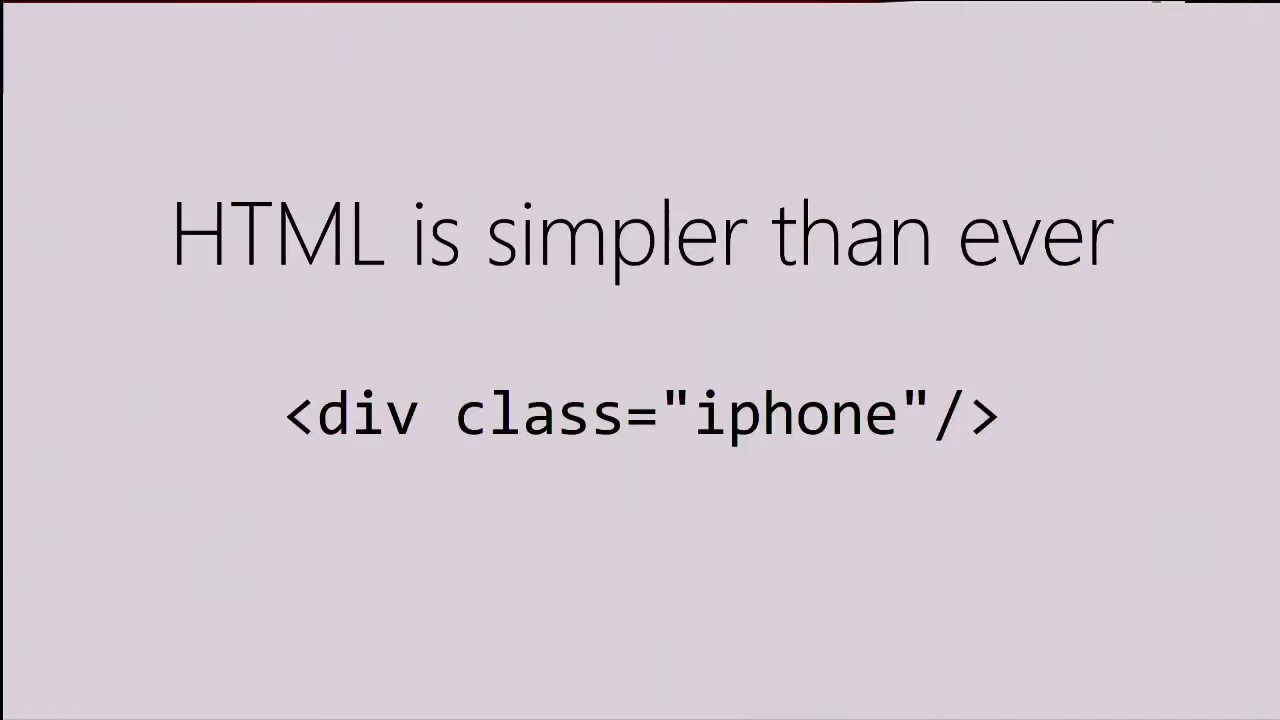 HTML is simpler than ever
<div class="iphone"/>